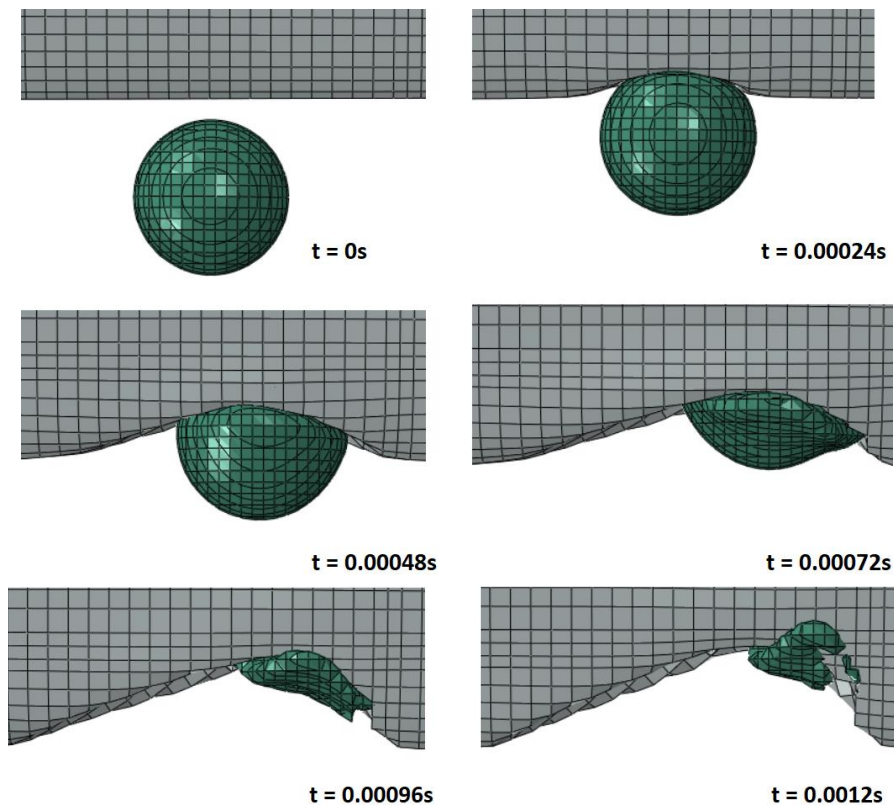 t = 0s
t = 0.00024s
t = 0.00048s
t = 0.00072s
t = 0.00096s
t = 0.0012s